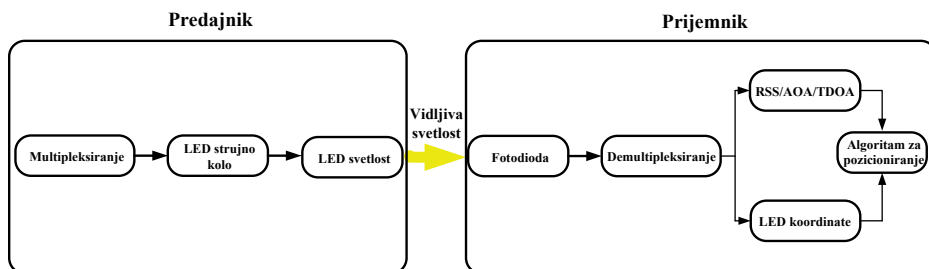 Predajnik
Prijemnik
Multipleksiranje
LED strujno
kolo
LED svetlost
Vidljiva
svetlost
Fotodioda
Demultipleksiranje
RSS/AOA/TDOA
LED koordinate
Algoritam za
pozicioniranje